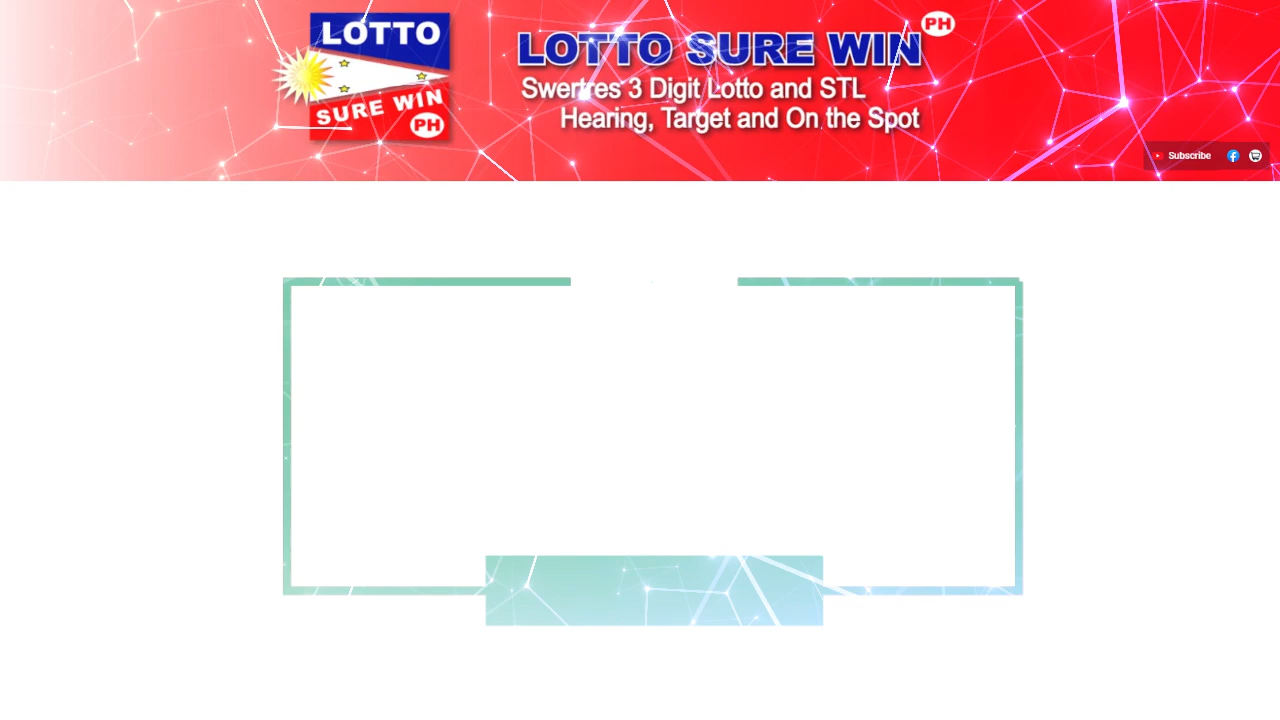 LOTTO
SURE WIN
PH
LOTTO SURE WIN
PH
Swertres 3 Digit Lotto and STL
Hearing, Target and On the Spot
Subscribe